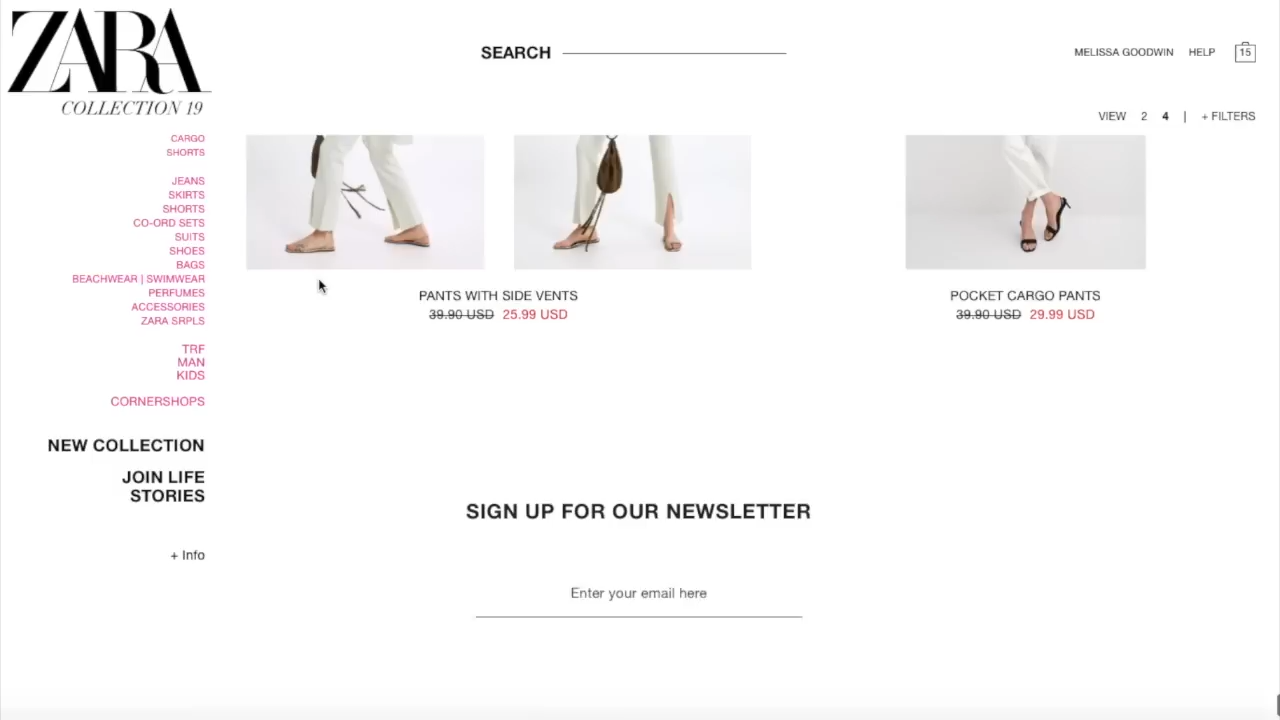 ZARA
COLLECTION 19
SEARCH
MELISSA GOODWIN HELP 15
VIEW 2 4 | + FILTERS
CARGO
SHORTS
JEANS
SKIRTS
SHORTS
CO-ORD SETS
SUITS
SHOES
BAGS
BEACHWEAR | SWIMWEAR
PERFUMES
ACCESSORIES
ZARA SRPLS
TRF
MAN
KIDS
CORNERSHOPS
NEW COLLECTION
JOIN LIFE
STORIES
+ Info
PANTS WITH SIDE VENTS
39.90 USD 25.99 USD
POCKET CARGO PANTS
39.90 USD 29.99 USD
SIGN UP FOR OUR NEWSLETTER
Enter your email here